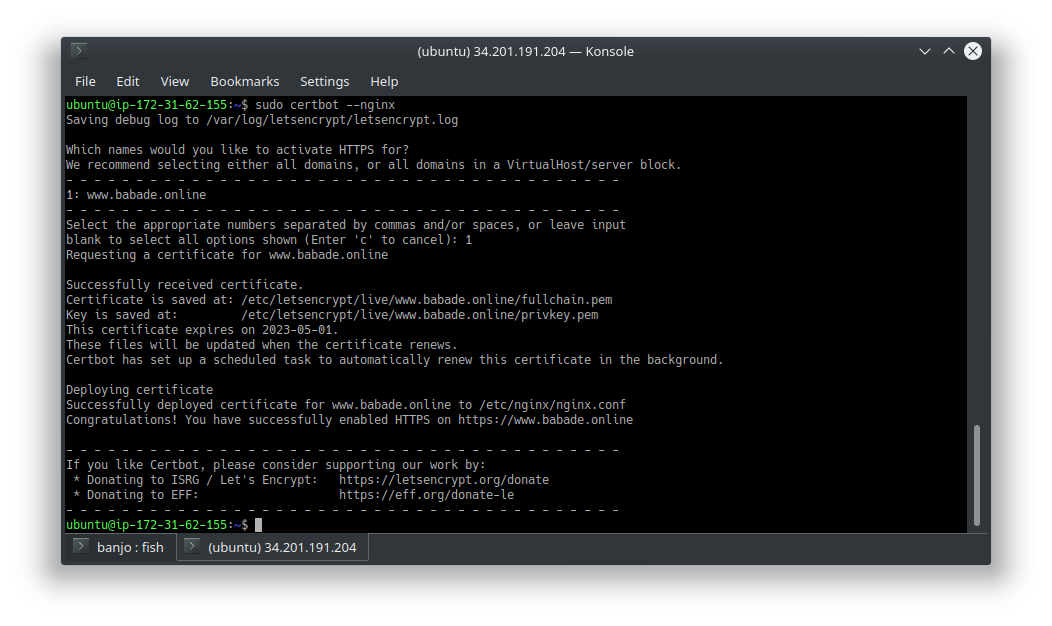 (ubuntu) 34.201.191.204 — Konsole
File Edit View Bookmarks Settings Help
ubuntu@ip-172-31-62-155:~$ sudo certbot --nginx
Saving debug log to /var/log/letsencrypt/letsencrypt.log
Which names would you like to activate HTTPS for?
We recommend selecting either all domains, or all domains in a VirtualHost/server block.
- - - - - - - - - - - - - - - - - - - - - - - - - - - - - - - - - - - - - - - -
1: www.babade.online
- - - - - - - - - - - - - - - - - - - - - - - - - - - - - - - - - - - - - - - -
Select the appropriate numbers separated by commas and/or spaces, or leave input
blank to select all options shown (Enter 'c' to cancel): 1
Requesting a certificate for www.babade.online
Successfully received certificate.
Certificate is saved at: /etc/letsencrypt/live/www.babade.online/fullchain.pem
Key is saved at:         /etc/letsencrypt/live/www.babade.online/privkey.pem
This certificate expires on 2023-05-01.
These files will be updated when the certificate renews.
Certbot has set up a scheduled task to automatically renew this certificate in the background.
Deploying certificate
Successfully deployed certificate for www.babade.online to /etc/nginx/nginx.conf
Congratulations! You have successfully enabled HTTPS on https://www.babade.online
- - - - - - - - - - - - - - - - - - - - - - - - - - - - - - - - - - - - - - - -
If you like Certbot, please consider supporting our work by:
 * Donating to ISRG / Let's Encrypt:   https://letsencrypt.org/donate
 * Donating to EFF:                    https://eff.org/donate-le
- - - - - - - - - - - - - - - - - - - - - - - - - - - - - - - - - - - - - - - -
ubuntu@ip-172-31-62-155:~$
banjo : fish (ubuntu) 34.201.191.204